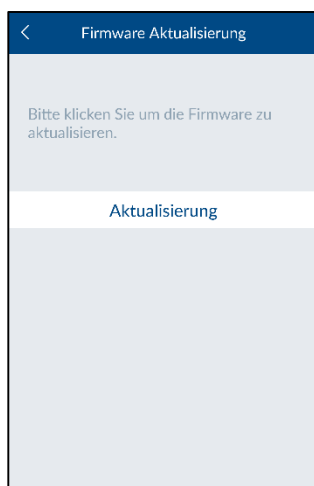 Firmware Aktualisierung
Bitte klicken Sie um die Firmware zu
aktualisieren.
Aktualisierung